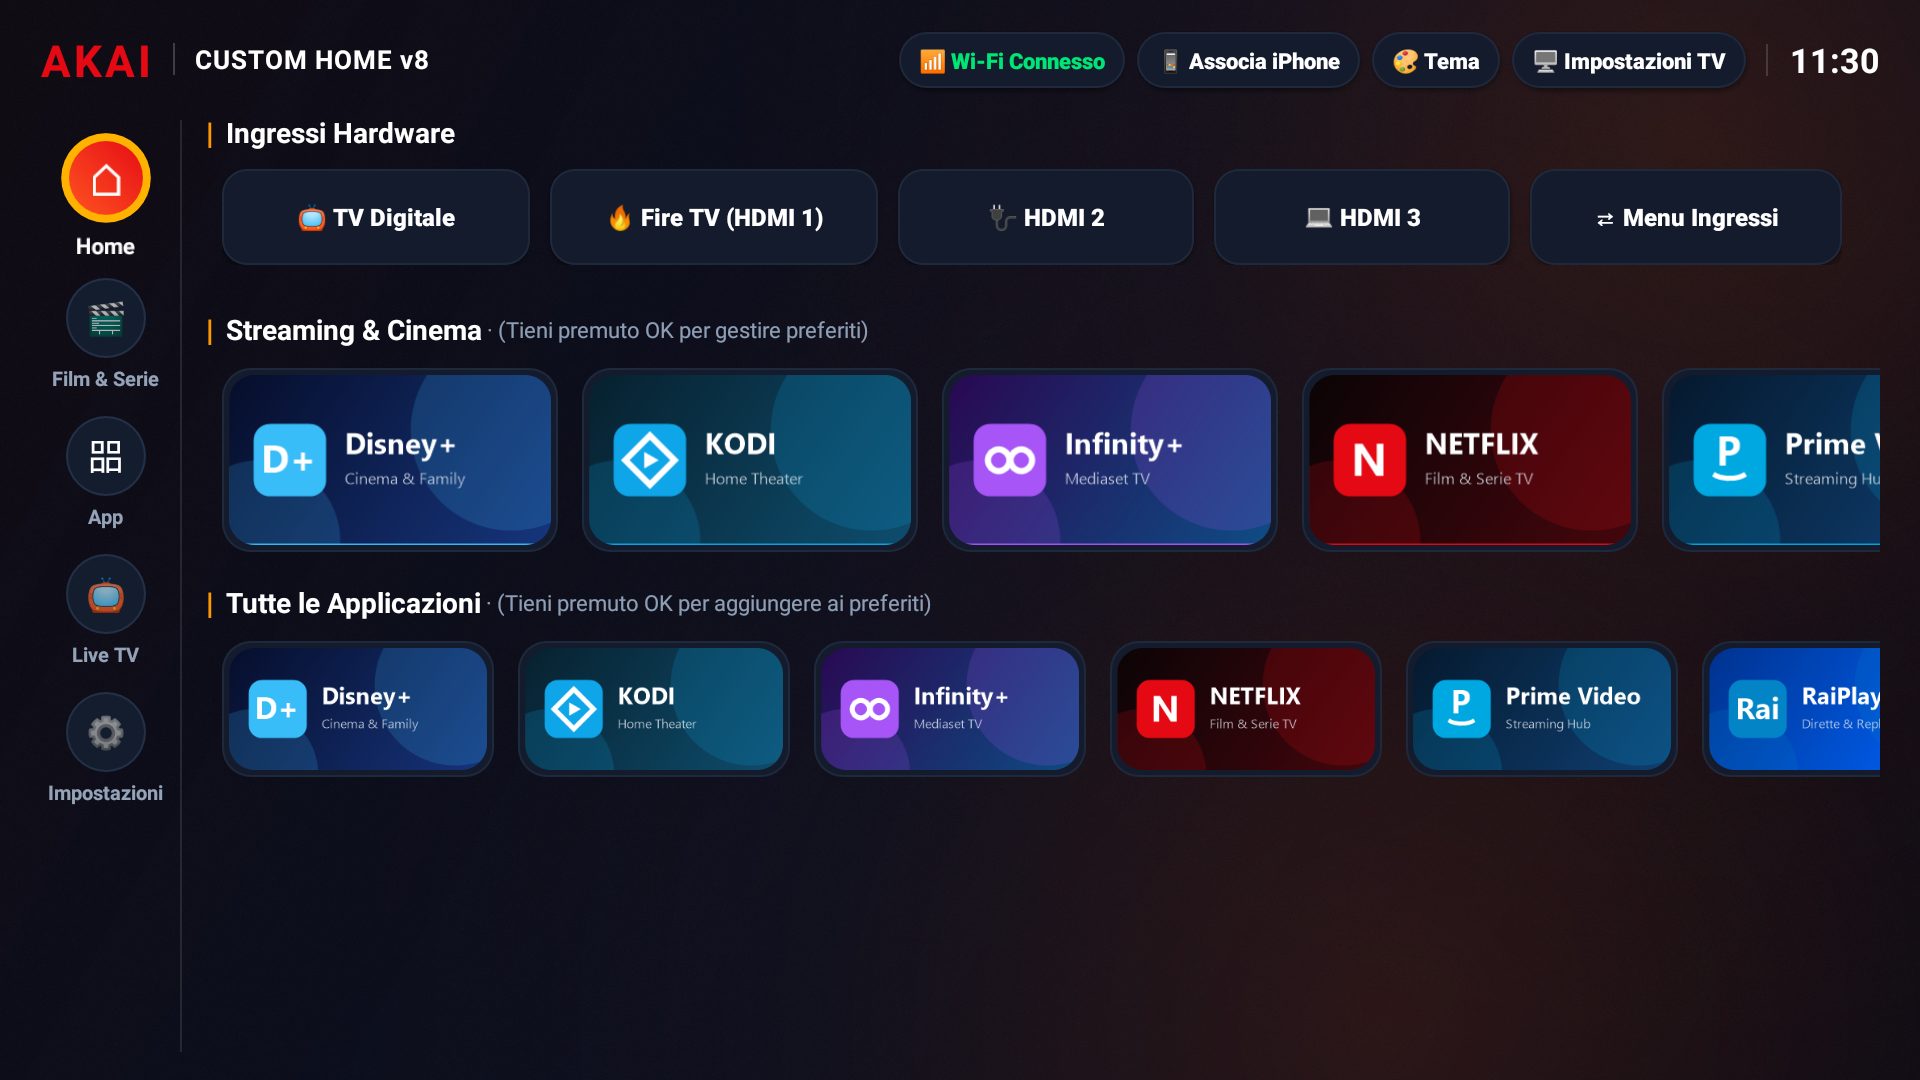 AKAI
CUSTOM HOME v8
Wi-Fi Connesso
Associa iPhone
Tema
Impostazioni TV
11:30
Home
Film & Serie
App
Live TV
Impostazioni
Ingressi Hardware
TV Digitale
Fire TV (HDMI 1)
HDMI 2
HDMI 3
Menu Ingressi
Streaming & Cinema · (Tieni premuto OK per gestire preferiti)
D+
Disney+
Cinema & Family
KODI
Home Theater
Infinity+
Mediaset TV
N
NETFLIX
Film & Serie TV
P
Prime
Streaming
Tutte le Applicazioni · (Tieni premuto OK per aggiungere ai preferiti)
D+
Disney+
Cinema & Family
KODI
Home Theater
Infinity+
Mediaset TV
N
NETFLIX
Film & Serie TV
P
Prime Video
Streaming Hub
Rai
RaiPlay
Dirette &